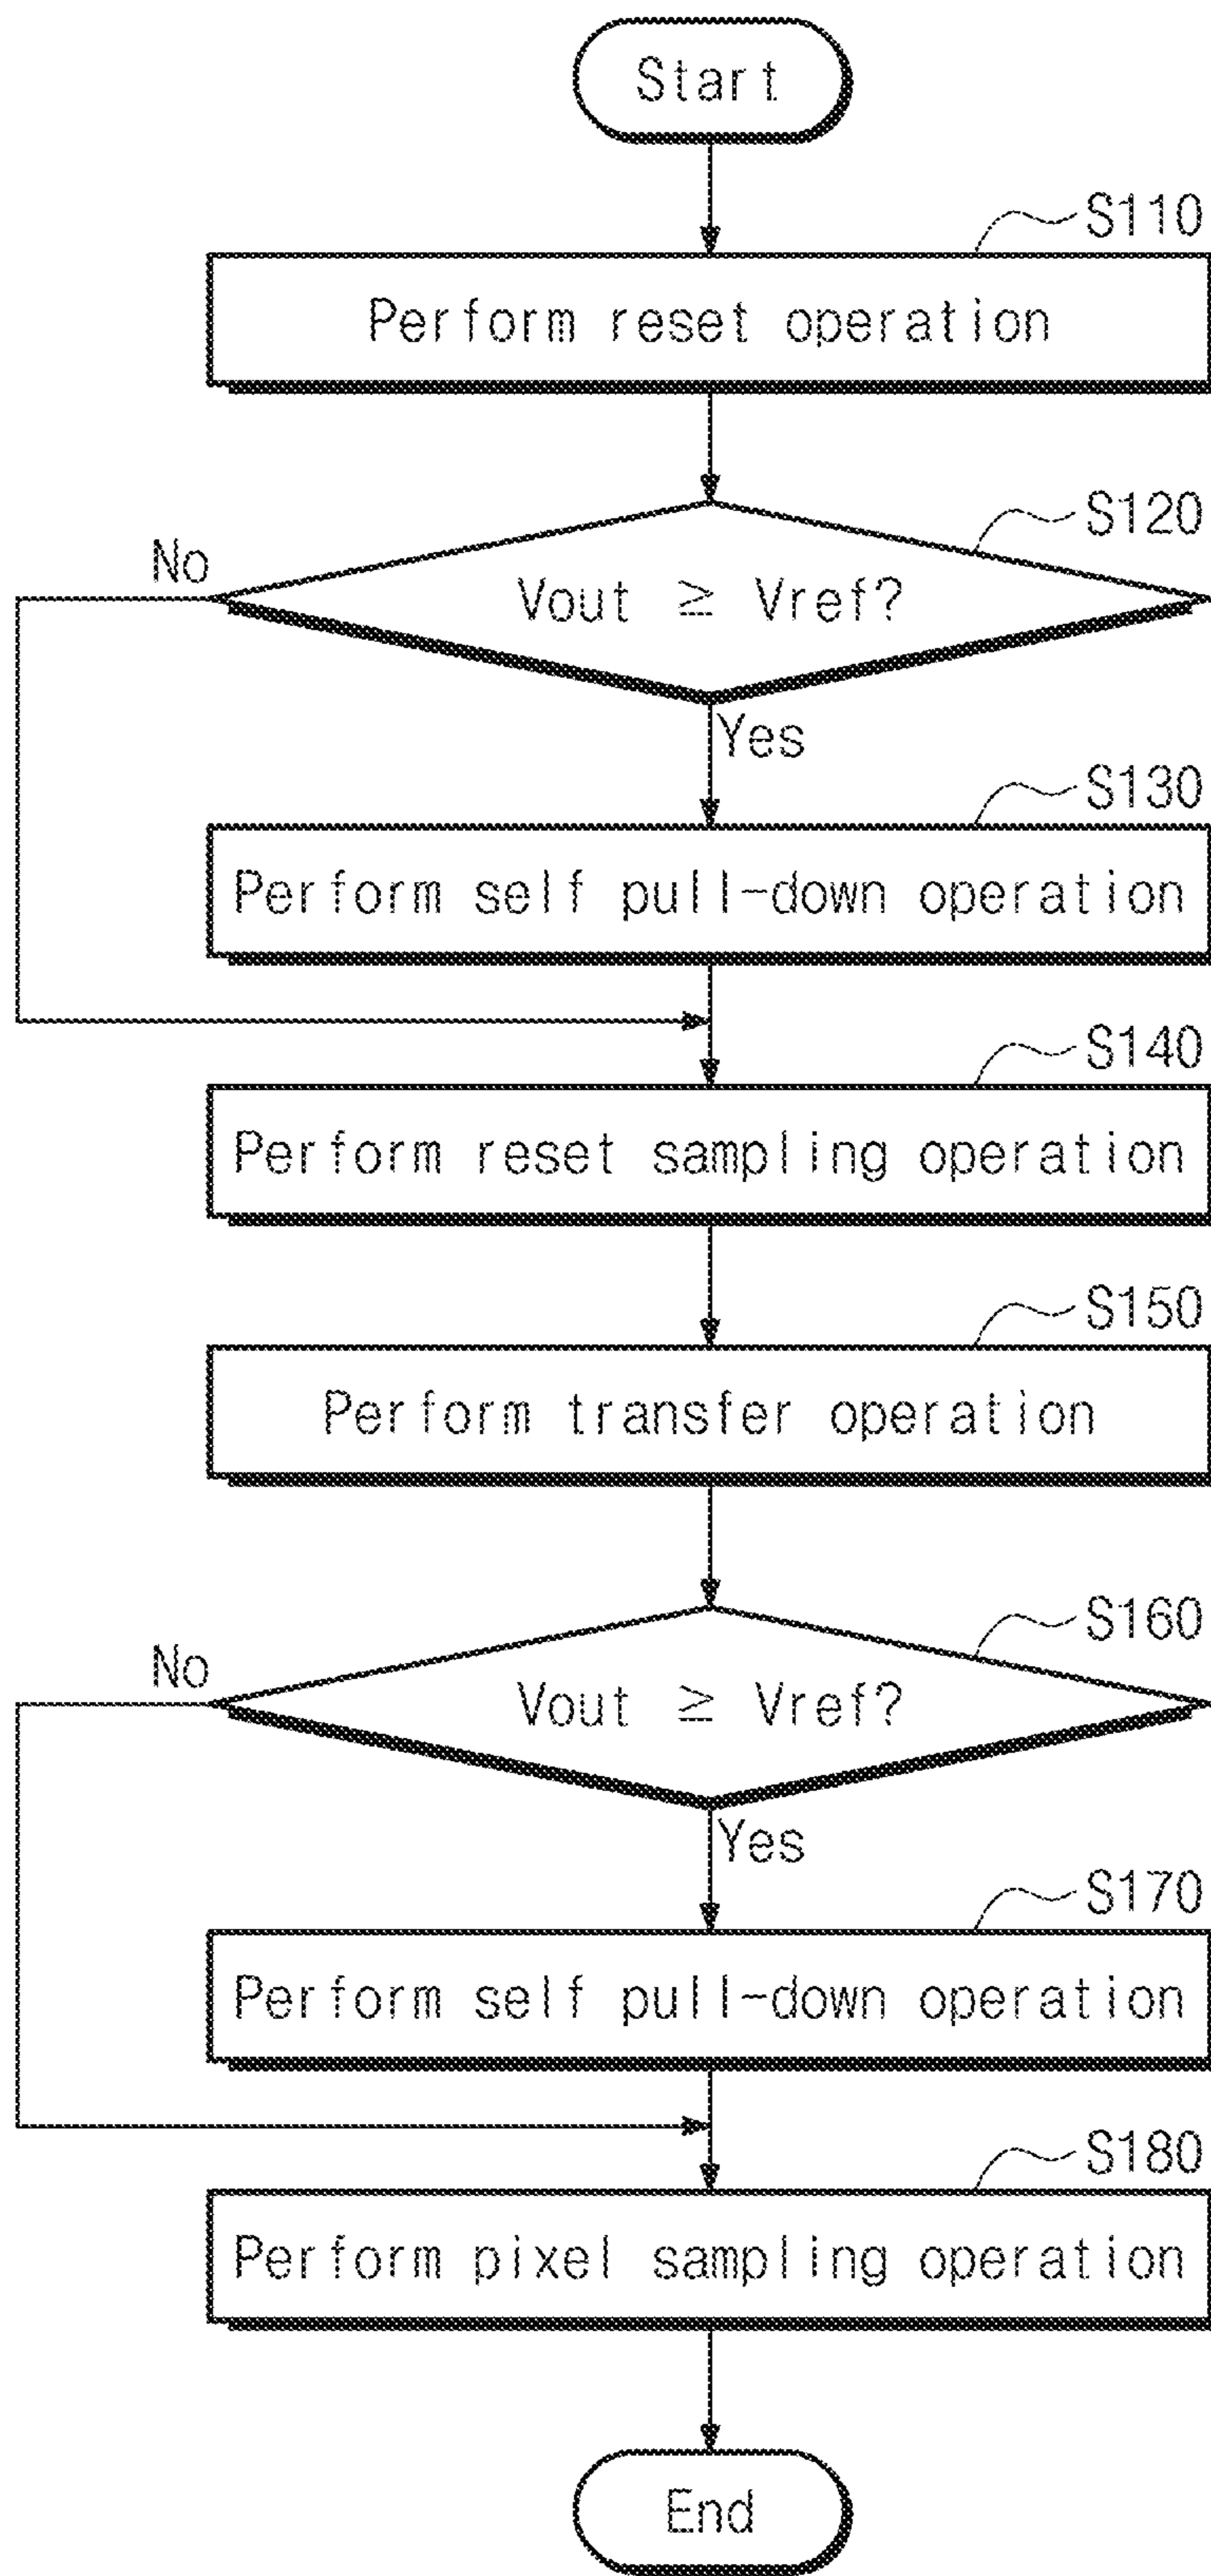 Start
S110
Perform reset operation
S120
No
Vout ≥ Vref?
Yes
S130
Perform self pull-down operation
S140
Perform reset sampling operation
S150
Perform transfer operation
S160
No
Vout ≥ Vref?
Yes
S170
Perform self pull-down operation
S180
Perform pixel sampling operation
End